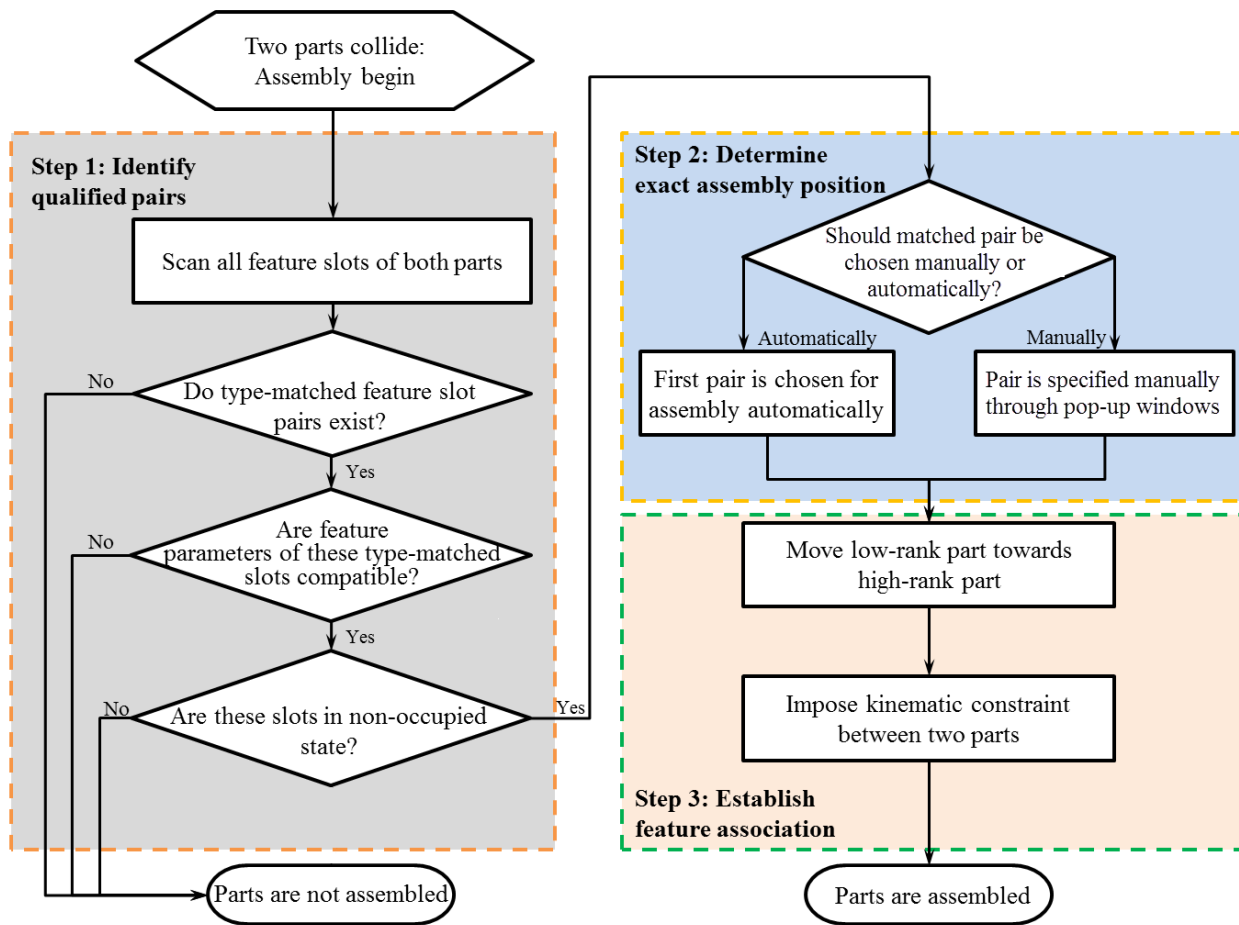 Two parts collide:
Assembly begin
Step 1: Identify
qualified pairs
Scan all feature slots of both parts
No
Do type-matched feature slot
pairs exist?
Yes
No
Are feature
parameters of these type-matched
slots compatible?
Yes
No
Are these slots in non-occupied
state?
Yes
Parts are not assembled
Step 2: Determine
exact assembly position
Should matched pair be
chosen manually or
automatically?
Automatically
Manually
First pair is chosen for
assembly automatically
Pair is specified manually
through pop-up windows
Move low-rank part towards
high-rank part
Impose kinematic constraint
between two parts
Step 3: Establish
feature association
Parts are assembled